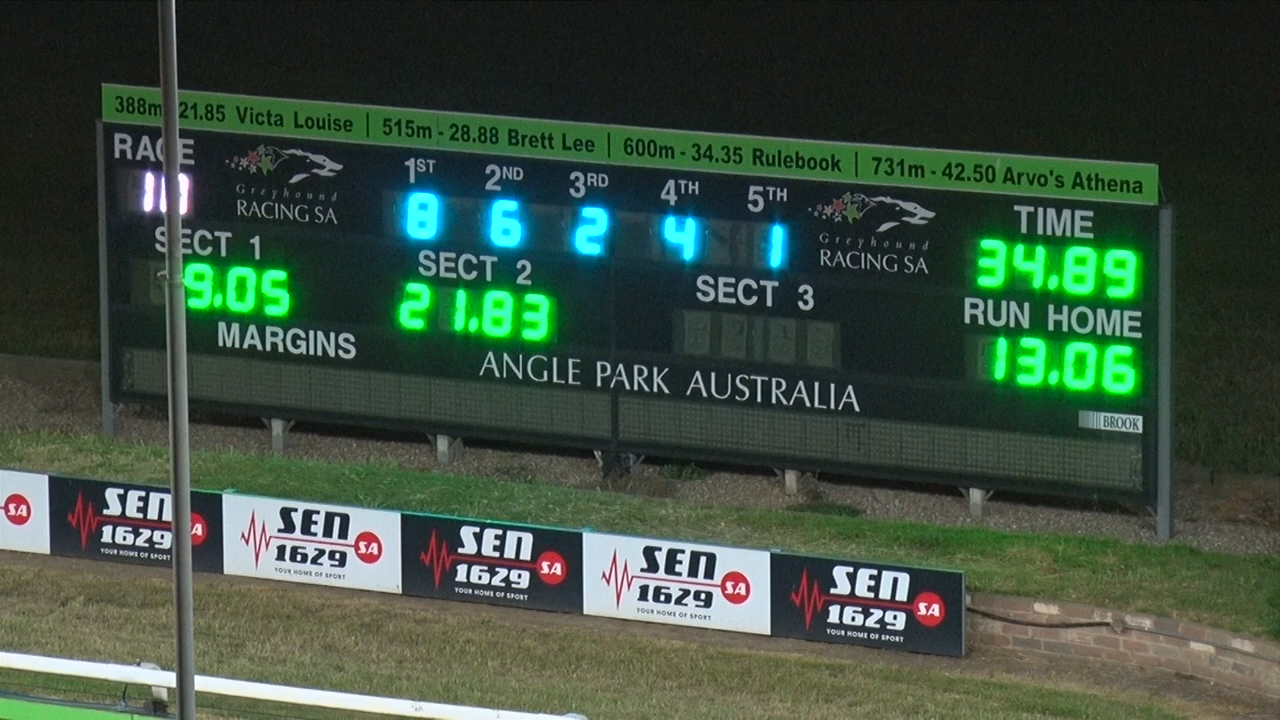 388m 21.85 Victa Louise | 515m - 28.88 Brett Lee | 600m - 34.35 Rulebook | 731m - 42.50 Arvo's Athena
RACE
Greyhound
RACING SA
1ST 2ND 3RD 4TH 5TH
8 6 2 4 1
Greyhound
RACING SA
TIME
34.89
SECT 1
9.05
SECT 2
21.83
SECT 3
RUN HOME
13.06
MARGINS
ANGLE PARK AUSTRALIA
BROOK
SA
SEN
1629
SA
YOUR HOME OF SPORT
SEN
1629
SA
YOUR HOME OF SPORT
SEN
1629
SA
YOUR HOME OF SPORT
SEN
1629
SA
YOUR HOME OF SPORT
SEN
1629
SA
YOUR HOME OF SPORT